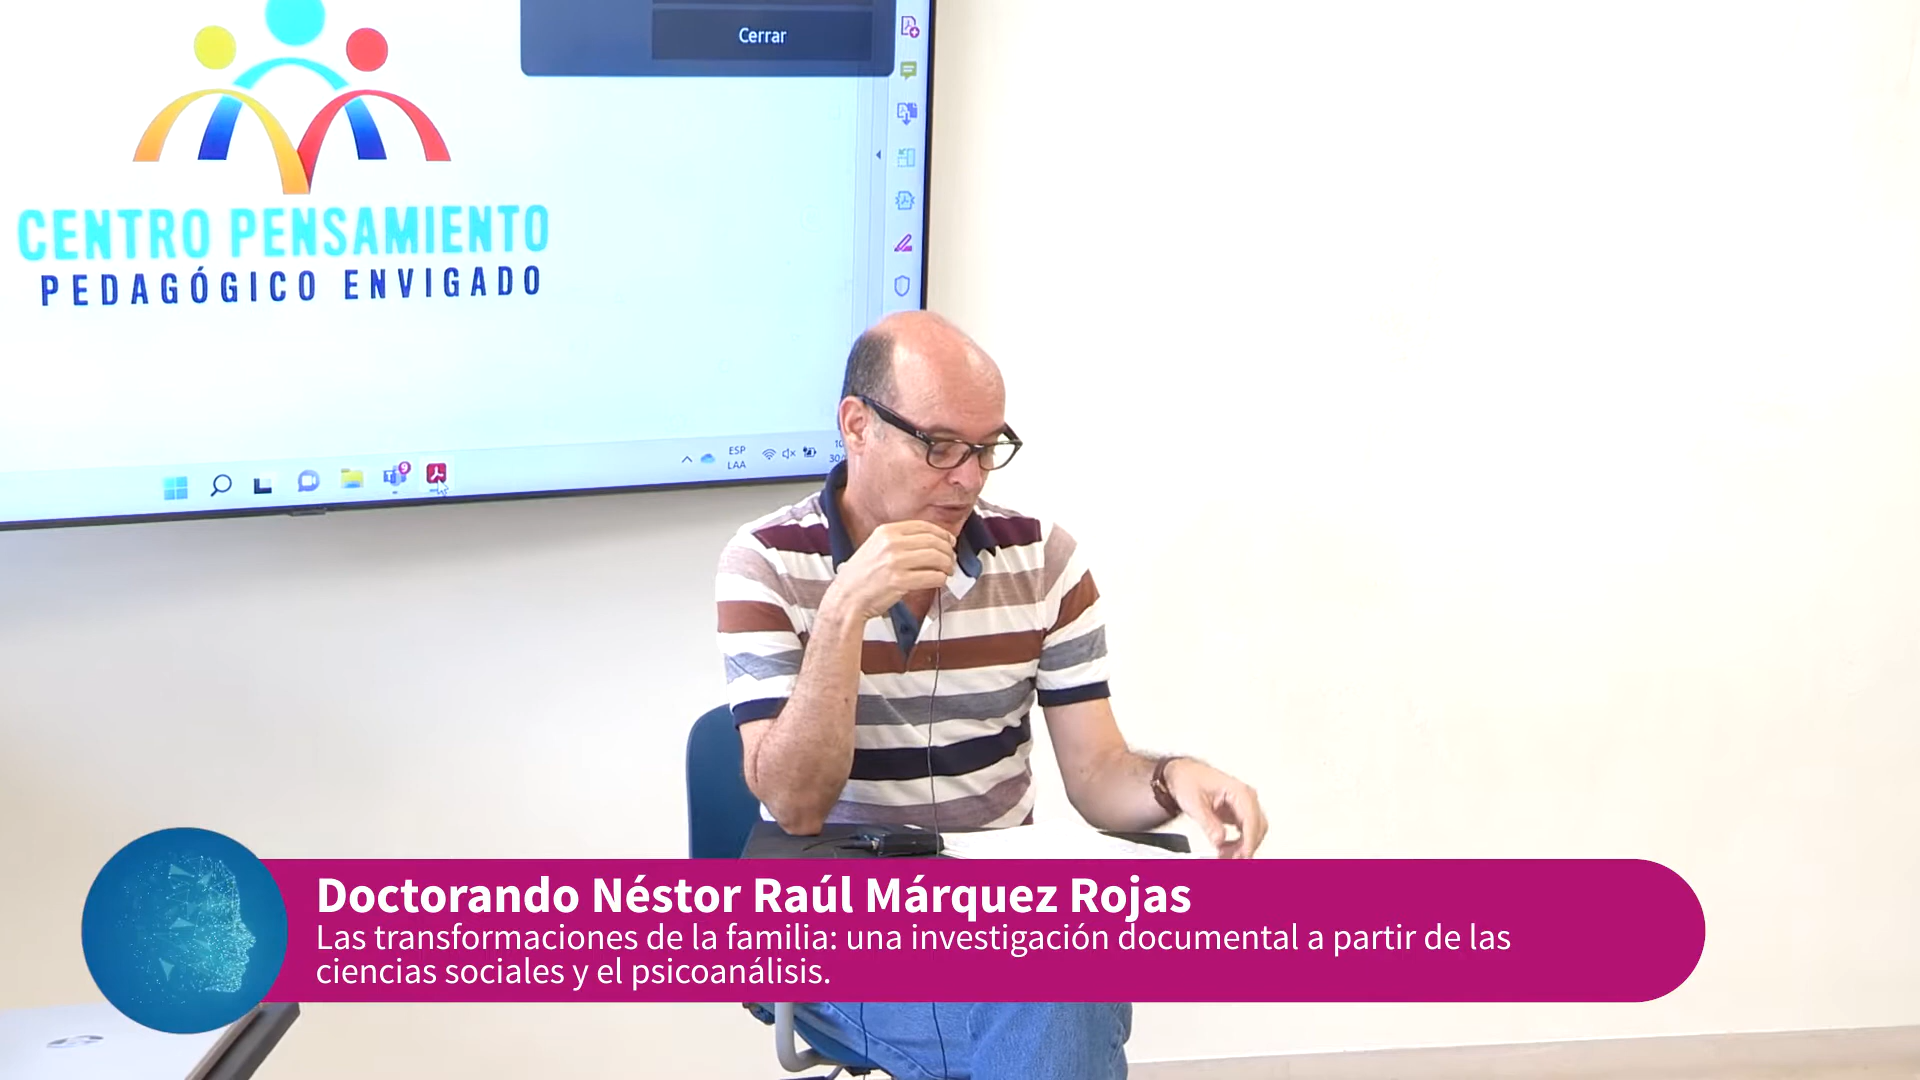 Cerrar
CENTRO PENSAMIENTO
PEDAGÓGICO ENVIGADO
ESP
LAA
9
Doctorando Néstor Raúl Márquez Rojas
Las transformaciones de la familia: una investigación documental a partir de las
ciencias sociales y el psicoanálisis.